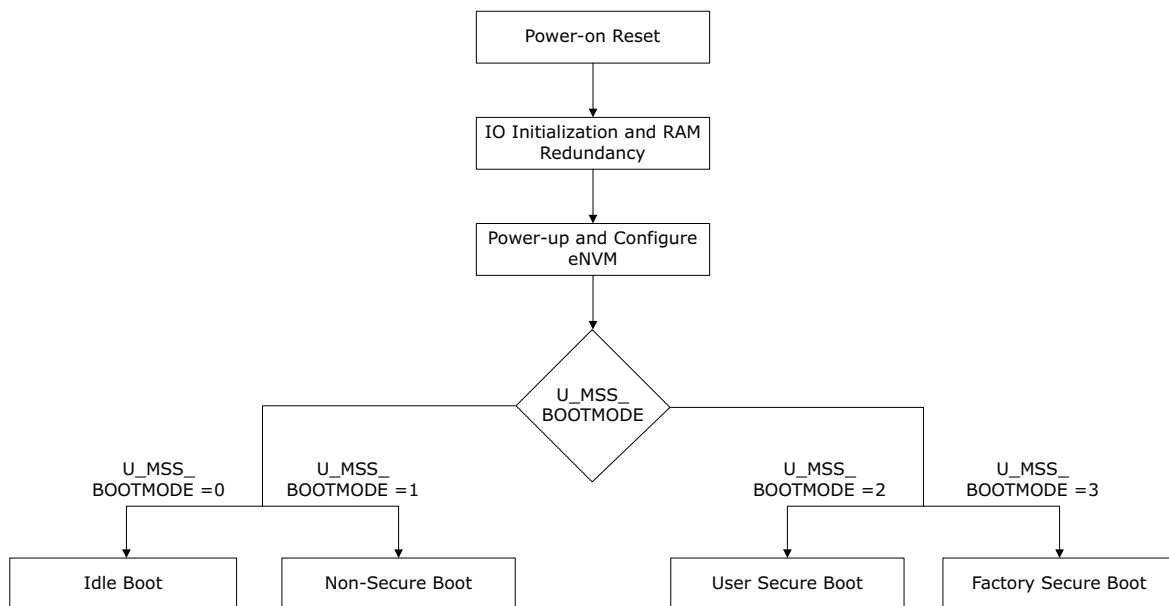 Power-on Reset
IO Initialization and RAM
Redundancy
Power-up and Configure
eNVM
U_MSS_
BOOTMODE
U_MSS_
BOOTMODE =0
U_MSS_
BOOTMODE =1
U_MSS_
BOOTMODE =2
U_MSS_
BOOTMODE =3
Idle Boot
Non-Secure Boot
User Secure Boot
Factory Secure Boot